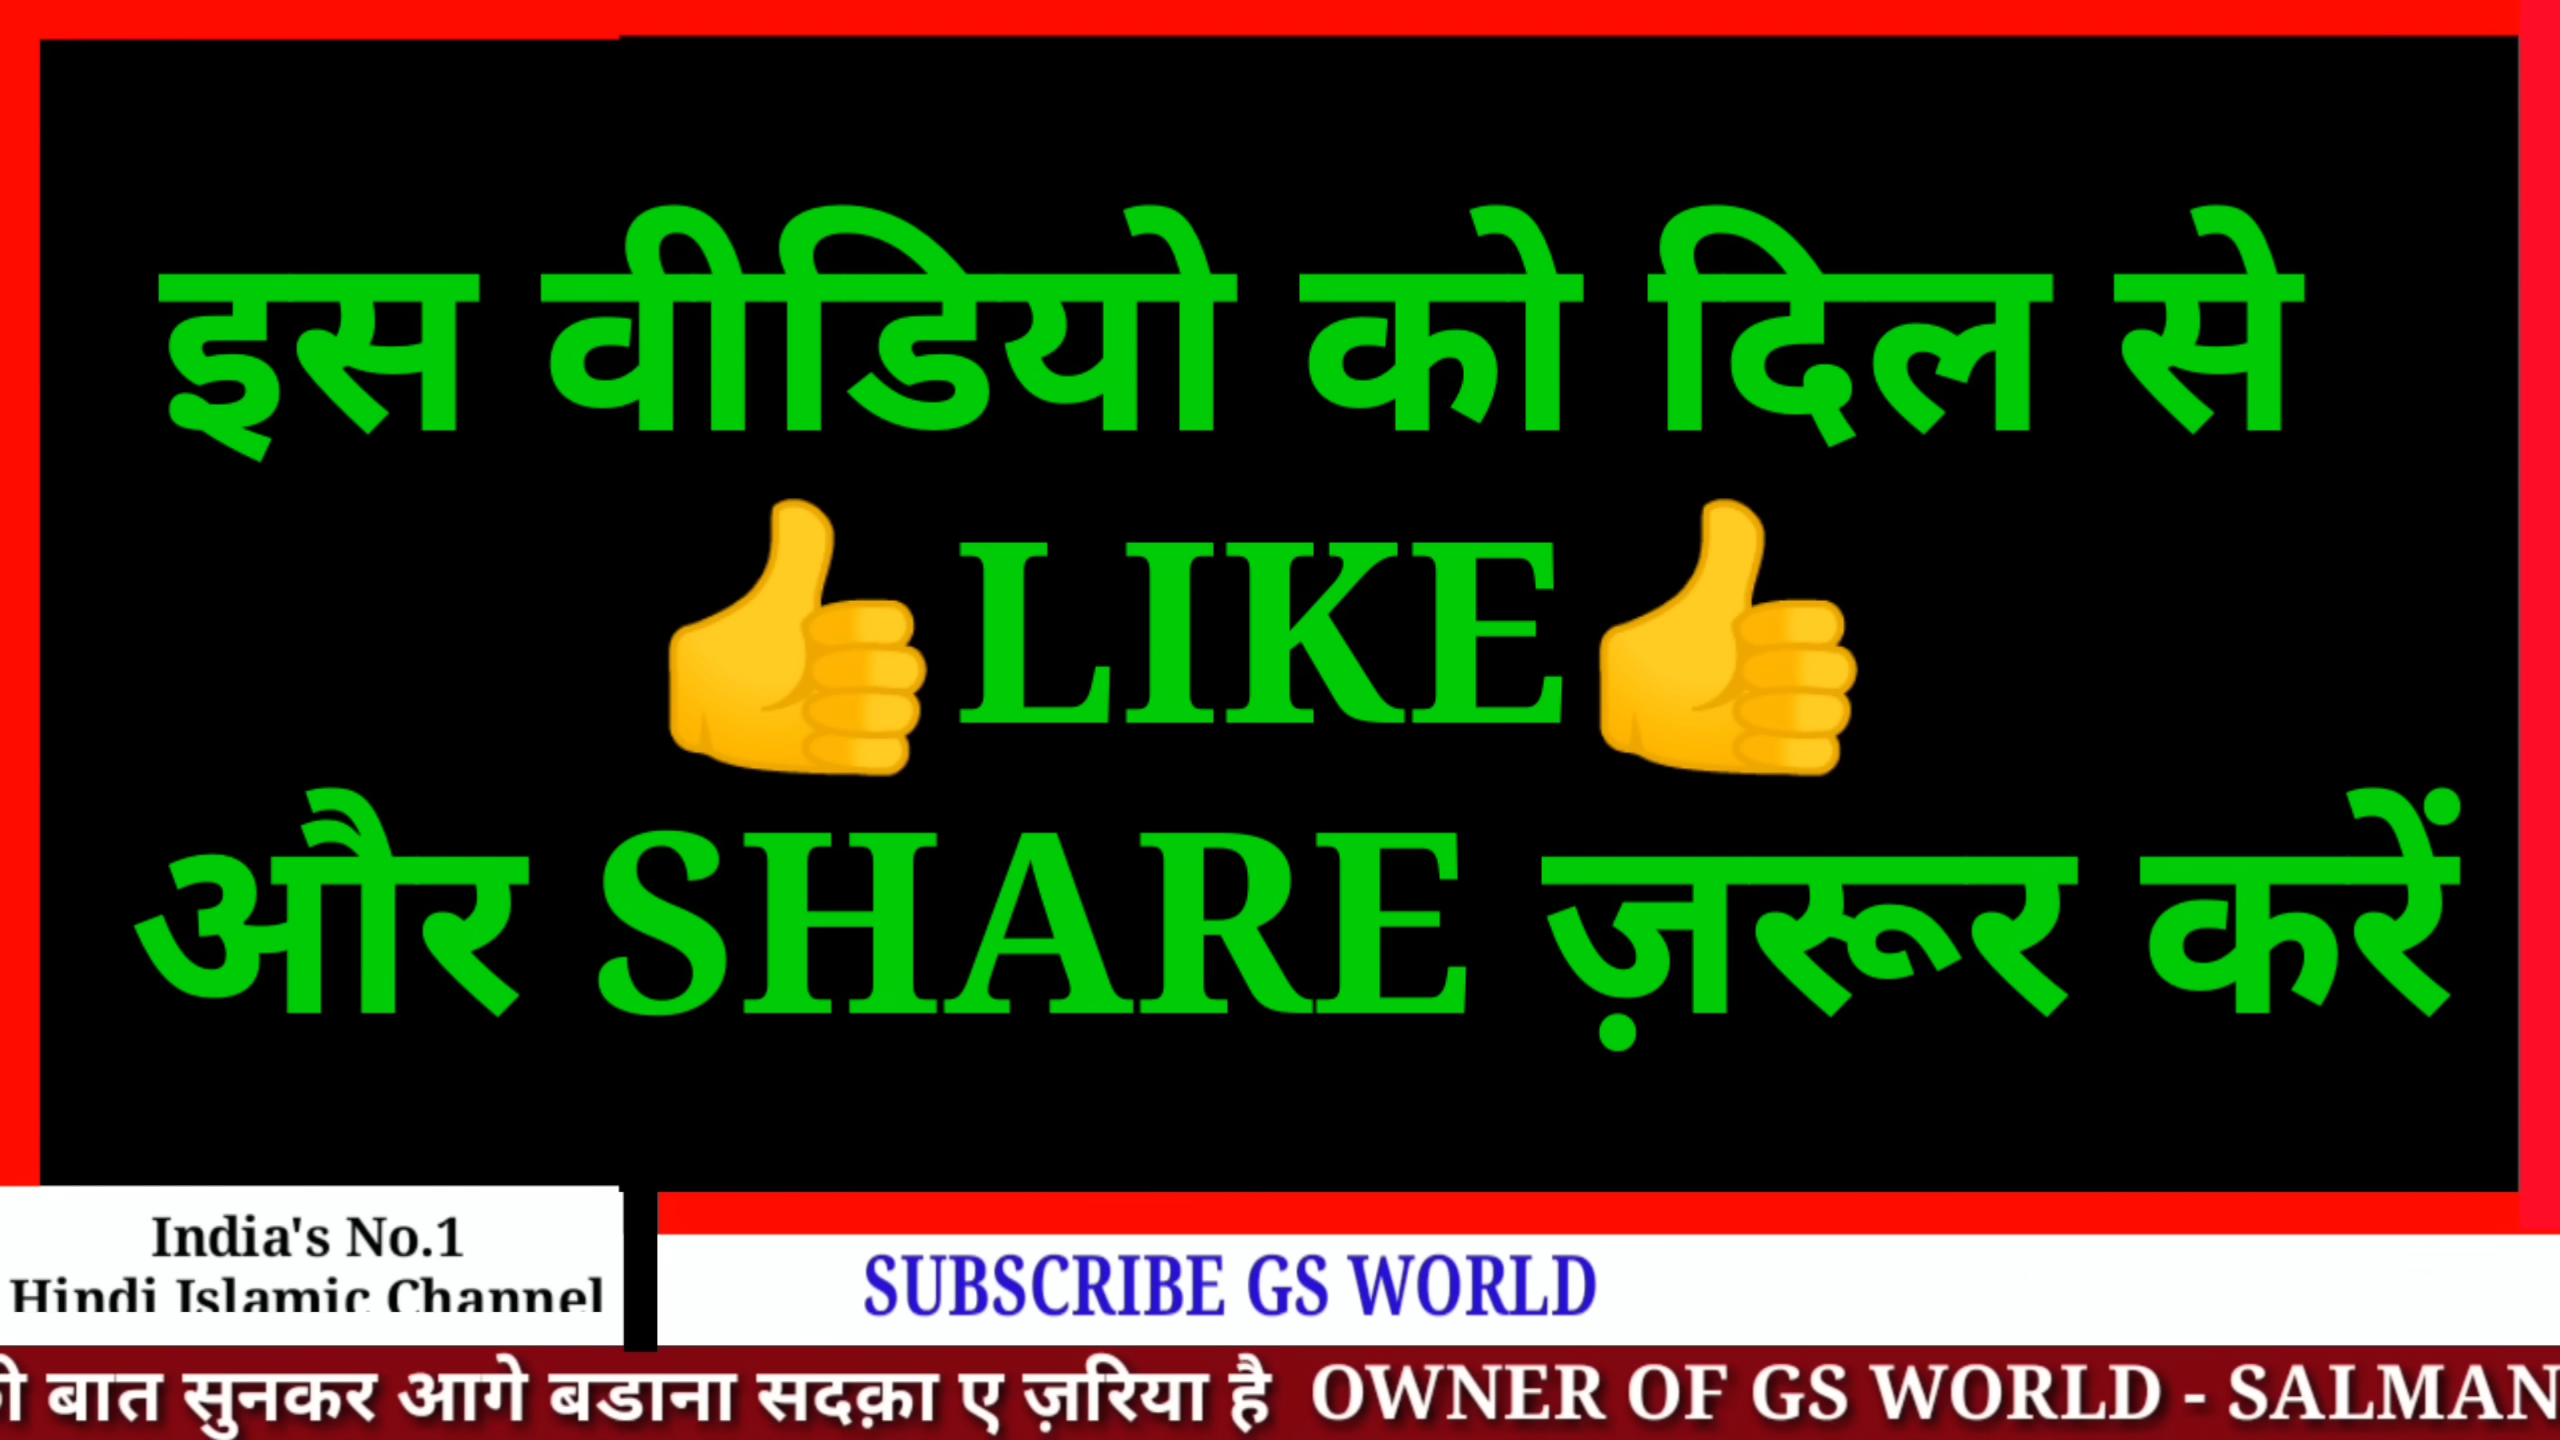 इस वीडियो को दिल से
👍LIKE👍
और SHARE ज़रूर करें
India's No.1
Hindi Islamic Channel
SUBSCRIBE GS WORLD
बात सुनकर आगे बडाना सदक़ा ए ज़रिया है OWNER OF GS WORLD - SALMAN